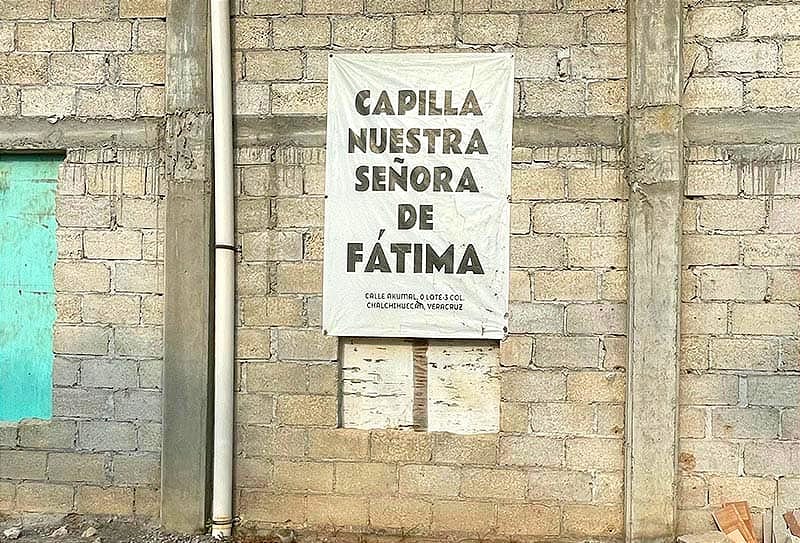 CAPILLA
NUESTRA
SEÑORA
DE
FÁTIMA
CALLE AKUMAL, 0 LOTE-3 COL.
CHALCHIHUECAN, VERACRUZ